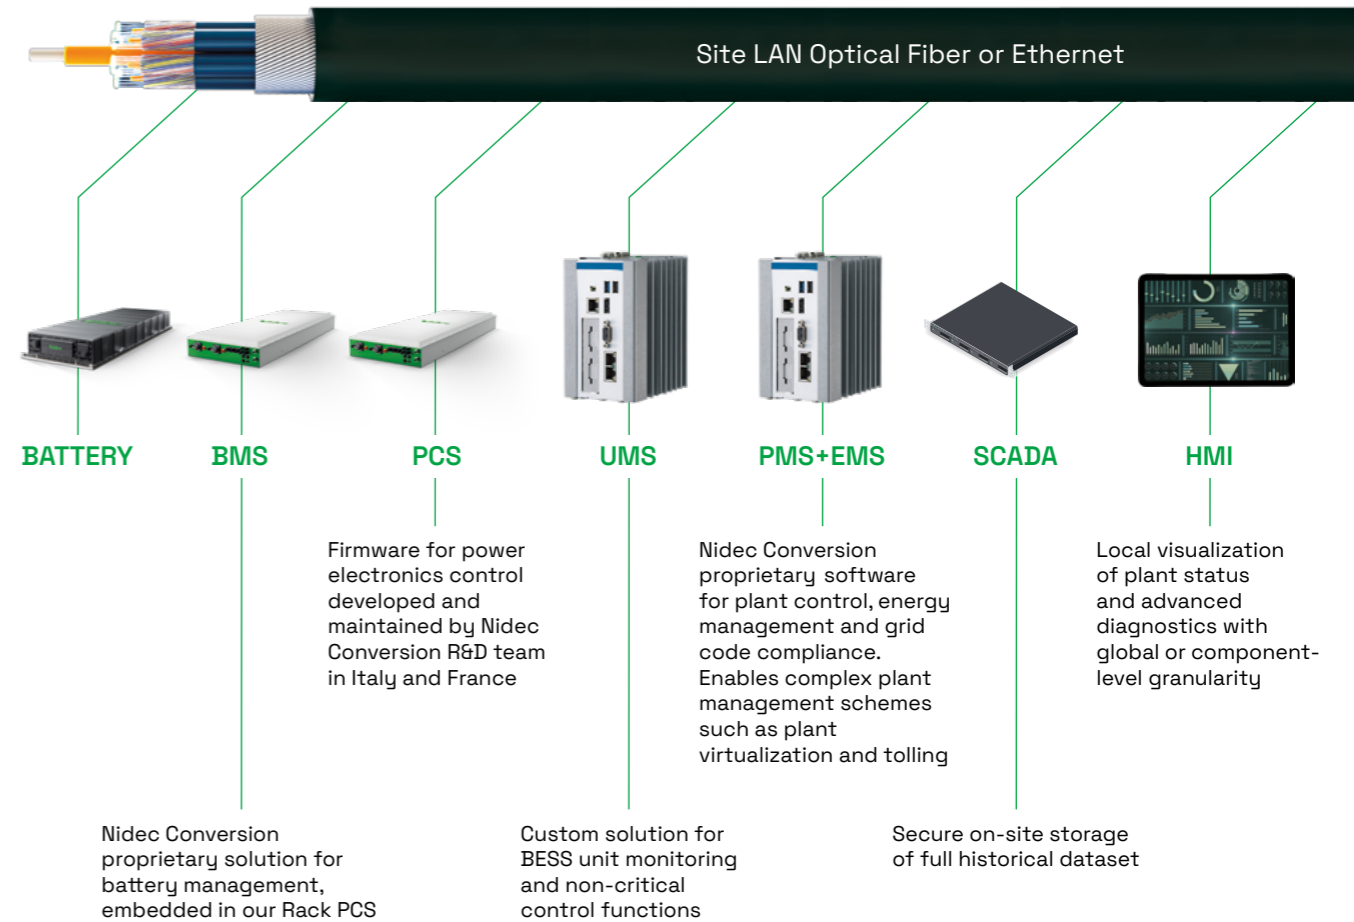 Site LAN Optical Fiber or Ethernet
BATTERY
BMS
PCS
UMS
PMS+EMS
SCADA
HMI
Firmware for power
electronics control
developed and
maintained by Nidec
Conversion R&D team
in Italy and France
Nidec Conversion
proprietary software
for plant control, energy
management and grid
code compliance.
Enables complex plant
management schemes
such as plant
virtualization and tolling
Local visualization
of plant status
and advanced
diagnostics with
global or component-
level granularity
Nidec Conversion
proprietary solution for
battery management,
embedded in our Rack PCS
Custom solution for
BESS unit monitoring
and non-critical
control functions
Secure on-site storage
of full historical dataset